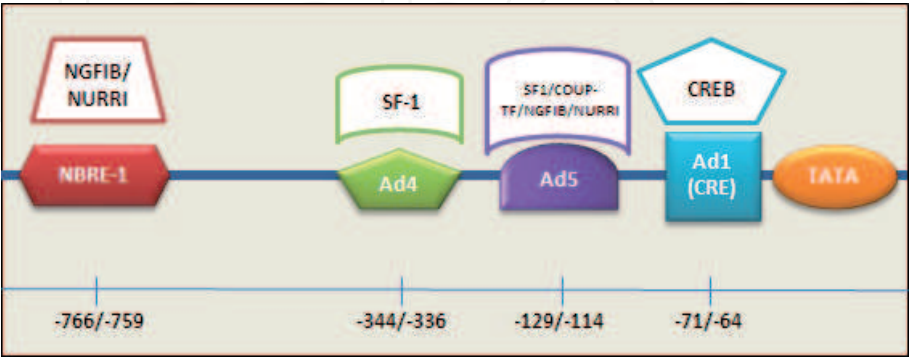 NGFIB/
NURRI
SF-1
SF1/COUP-
TF/NGFIB/NURRI
CREB
NBRE-1
Ad4
Ad5
Ad1
(CRE)
TATA
-766/-759
-344/-336
-129/-114
-71/-64